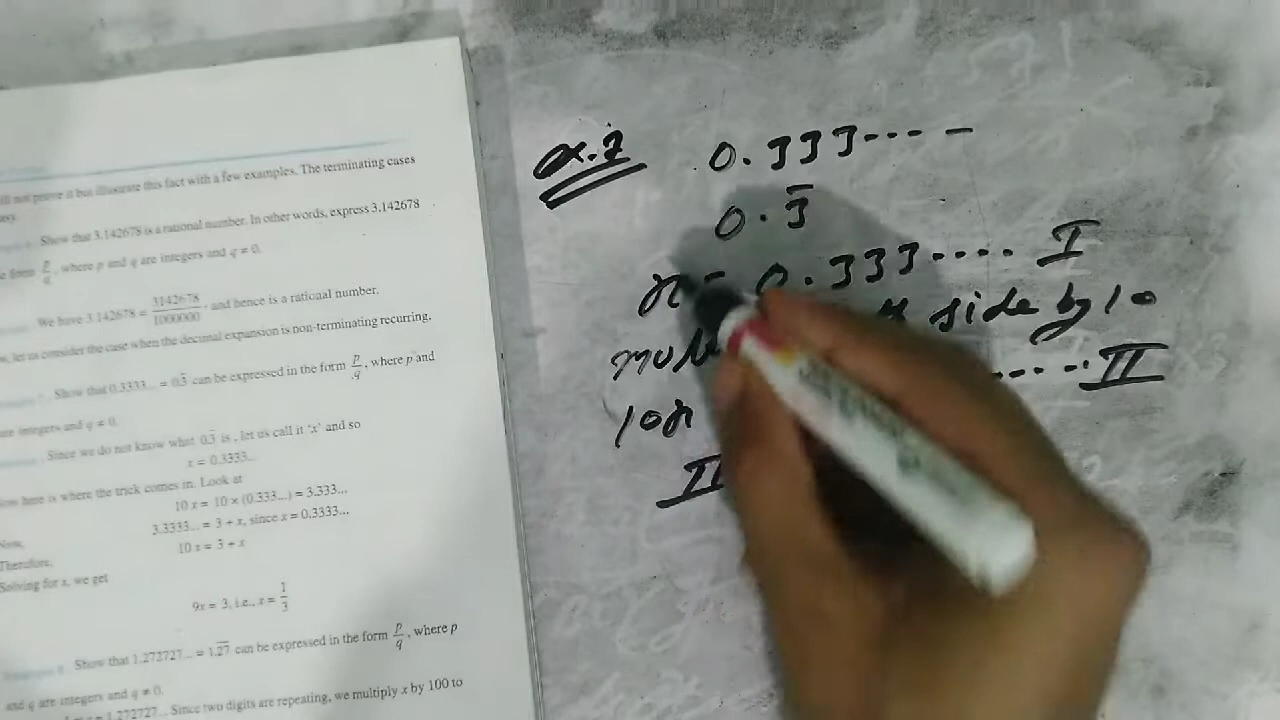 ill not prove it but illustrate this fact with a few examples. The terminating cases
Show that 3.142678 is a rational number. In other words, express 3.142678
form p/q, where p and q are integers and q ≠ 0.
We have 3.142678 = 3142678/1000000, and hence is a rational number.
let us consider the case when the decimal expansion is non-terminating recurring.
Show that 0.3333... = 0.3̅ can be expressed in the form p/q, where p and
are integers and q ≠ 0.
Since we do not know what 0.3̅ is, let us call it 'x' and so
x = 0.3333...
here is where the trick comes in. Look at
10 x = 10 × (0.333...) = 3.333...
Now,
3.3333... = 3 + x, since x = 0.3333...
Therefore,
10 x = 3 + x
Solving for x, we get
9x = 3, i.e., x = 1/3
Show that 1.272727... = 1.2̅7̅ can be expressed in the form p/q, where p
and q are integers and q ≠ 0.
1.272727... Since two digits are repeating, we multiply x by 100 to
0.333.... –
0.3̅
x = 0.333.... I
side by 10
10x ..... II
II